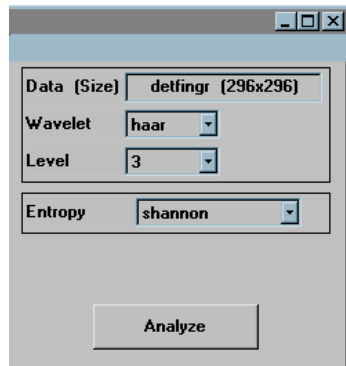 Data (Size) detfingr (296x296)
Wavelet haar
Level 3
Entropy shannon
Analyze